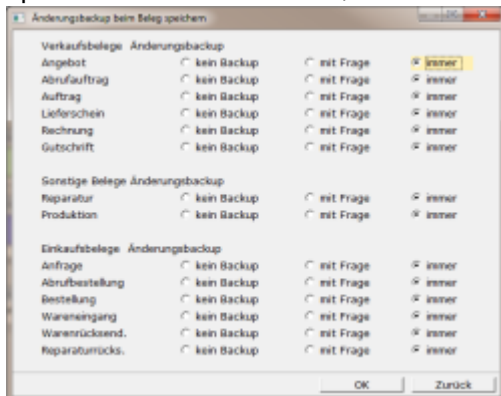 Änderungsbackup beim Beleg speichern
Verkaufsbelege Änderungsbackup
Angebot kein Backup mit Frage immer
Abrufauftrag kein Backup mit Frage immer
Auftrag kein Backup mit Frage immer
Lieferschein kein Backup mit Frage immer
Rechnung kein Backup mit Frage immer
Gutschrift kein Backup mit Frage immer
Sonstige Belege Änderungsbackup
Reparatur kein Backup mit Frage immer
Produktion kein Backup mit Frage immer
Einkaufsbelege Änderungsbackup
Anfrage kein Backup mit Frage immer
Abrufbestellung kein Backup mit Frage immer
Bestellung kein Backup mit Frage immer
Wareneingang kein Backup mit Frage immer
Warenrücksend. kein Backup mit Frage immer
Reparaturrücks. kein Backup mit Frage immer
OK Zurück